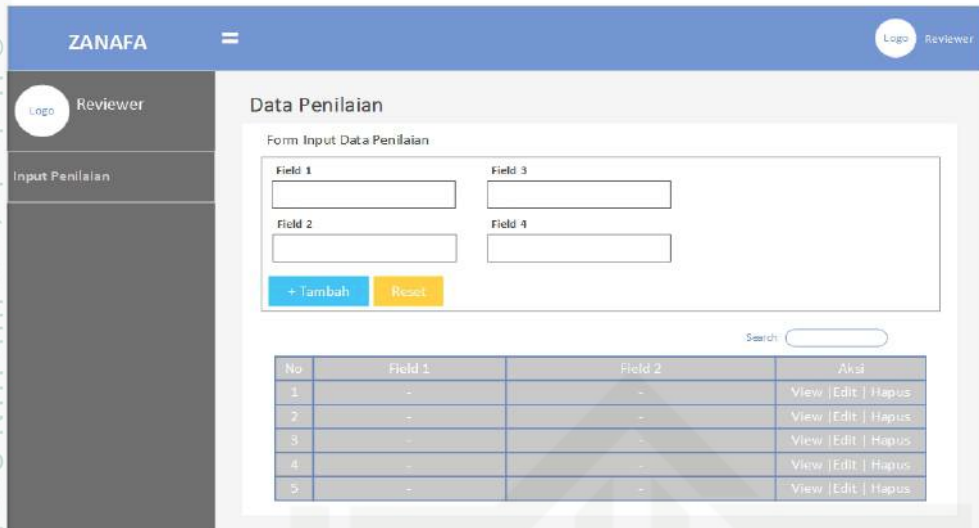 ZANAFA
Logo Reviewer
Logo Reviewer
Input Penilaian
Data Penilaian
Form Input Data Penilaian
Field 1 Field 3
Field 2 Field 4
+ Tambah Reset
Search
No Field 1 Field 2 Aksi
1 - - View |Edit | Hapus
2 - - View |Edit | Hapus
3 - - View |Edit | Hapus
4 - - View |Edit | Hapus
5 - - View |Edit | Hapus